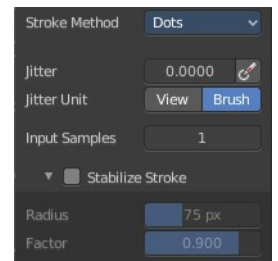 Stroke Method Dots
Jitter 0.0000
Jitter Unit View Brush
Input Samples 1
Stabilize Stroke
Radius 75 px
Factor 0.900